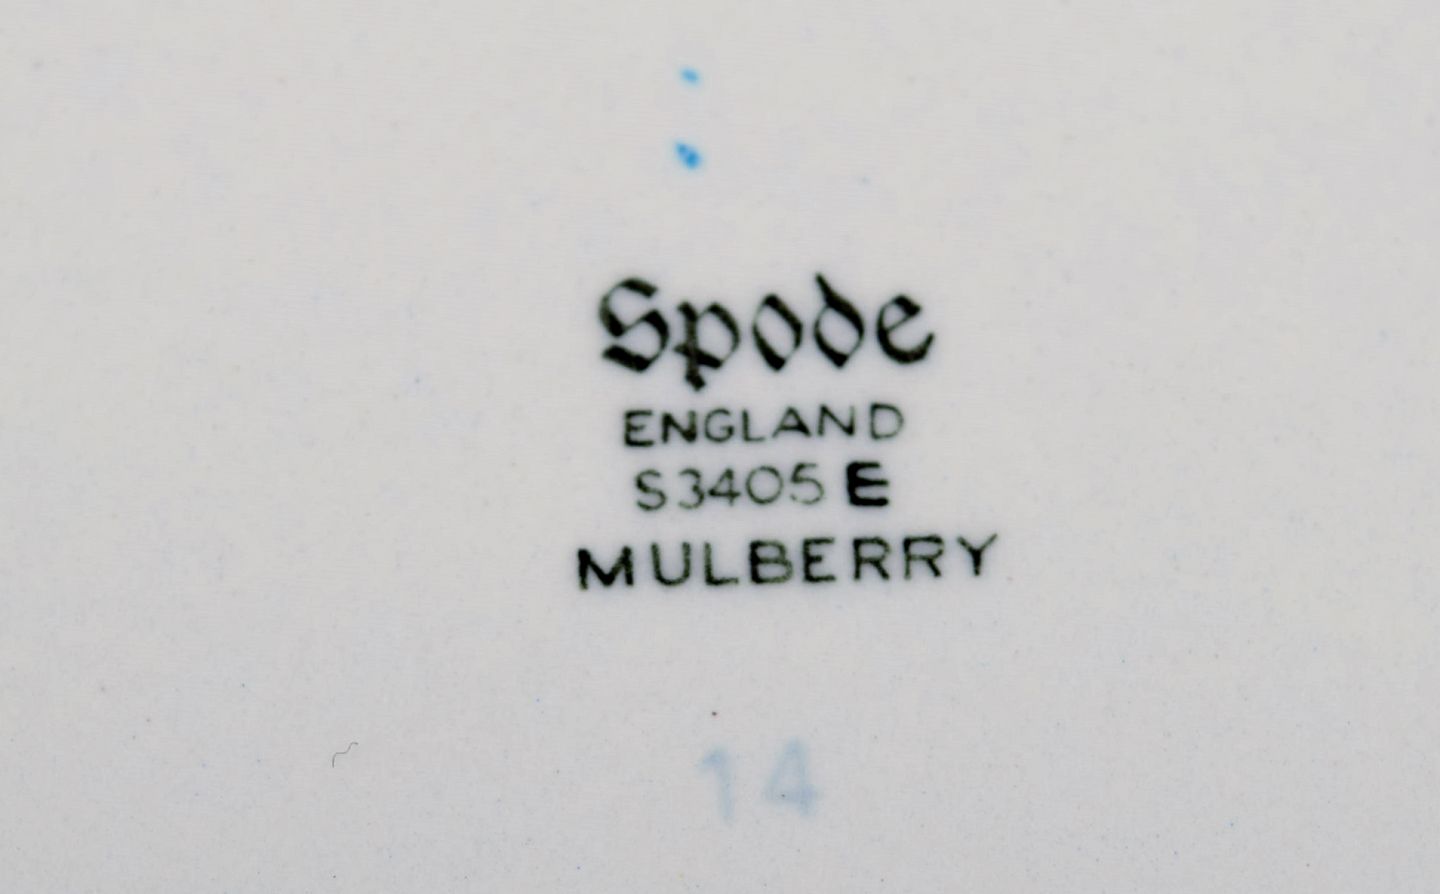 Spode
ENGLAND
S3405 E
MULBERRY
14